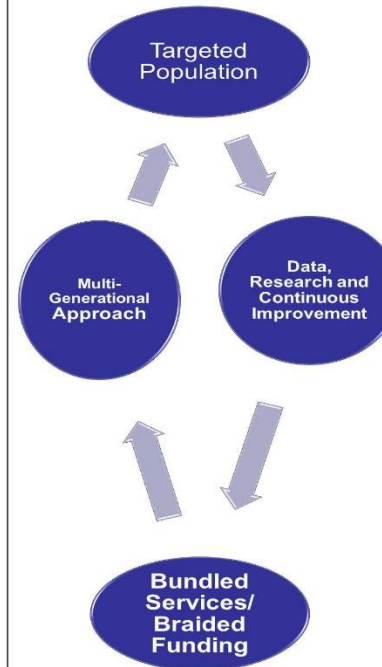 Targeted
Population
Multi-
Generational
Approach
Data,
Research and
Continuous
Improvement
Bundled
Services/
Braided
Funding